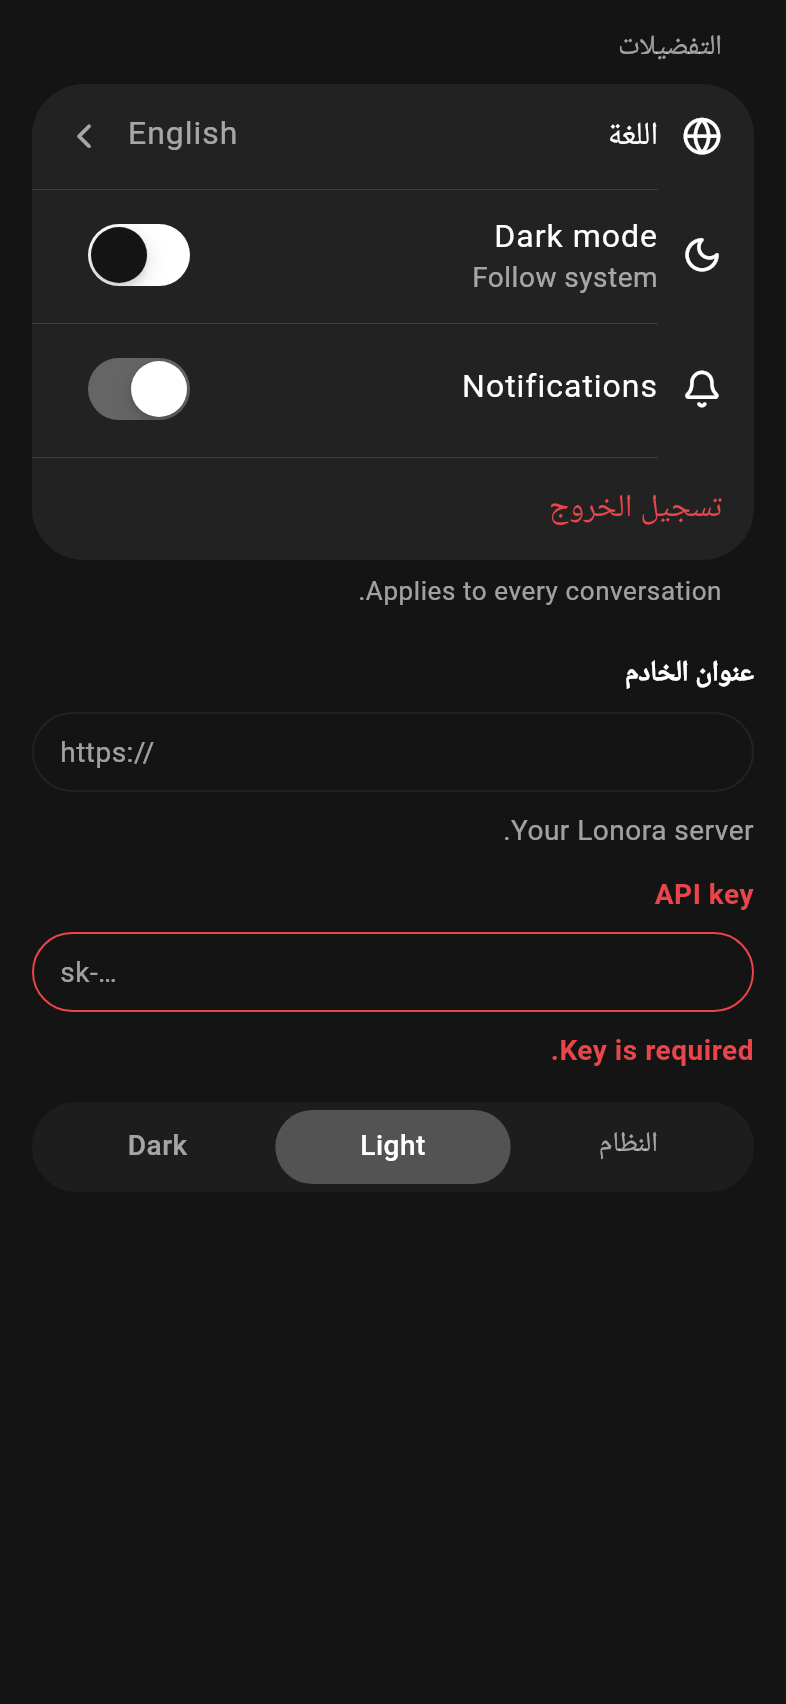 التفضيلات
اللغة English
Dark mode
Follow system
Notifications
تسجيل الخروج
Applies to every conversation.
عنوان الخادم
https://
Your Lonora server.
API key
sk-…
Key is required.
النظام Light Dark